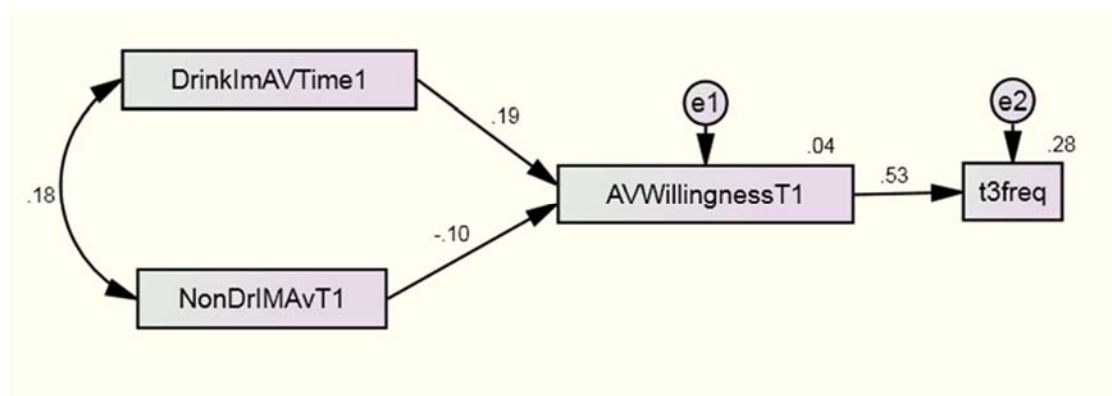 DrinkImAVTime1
.19
e1
e2
.04
.28
.18
AVWillingnessT1
.53
t3freq
-.10
NonDrIMAvT1